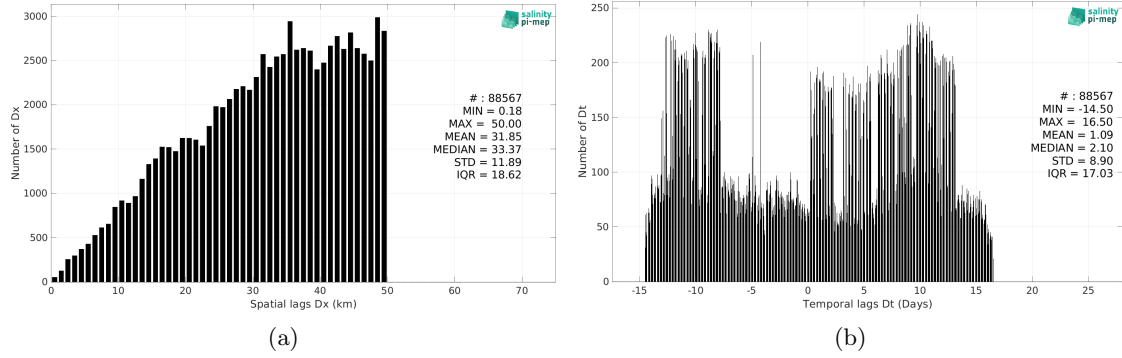 3000
2500
2000
1500
1000
500
0
Number of Dx
0 10 20 30 40 50 60 70
Spatial lags Dx (km)
salinity
pi-mep
# : 88567
MIN = 0.18
MAX = 50.00
MEAN = 31.85
MEDIAN = 33.37
STD = 11.89
IQR = 18.62
(a)
250
200
150
100
50
0
Number of Dt
-15 -10 -5 0 5 10 15 20 25
Temporal lags Dt (Days)
salinity
pi-mep
# : 88567
MIN = -14.50
MAX = 16.50
MEAN = 1.09
MEDIAN = 2.10
STD = 8.90
IQR = 17.03
(b)